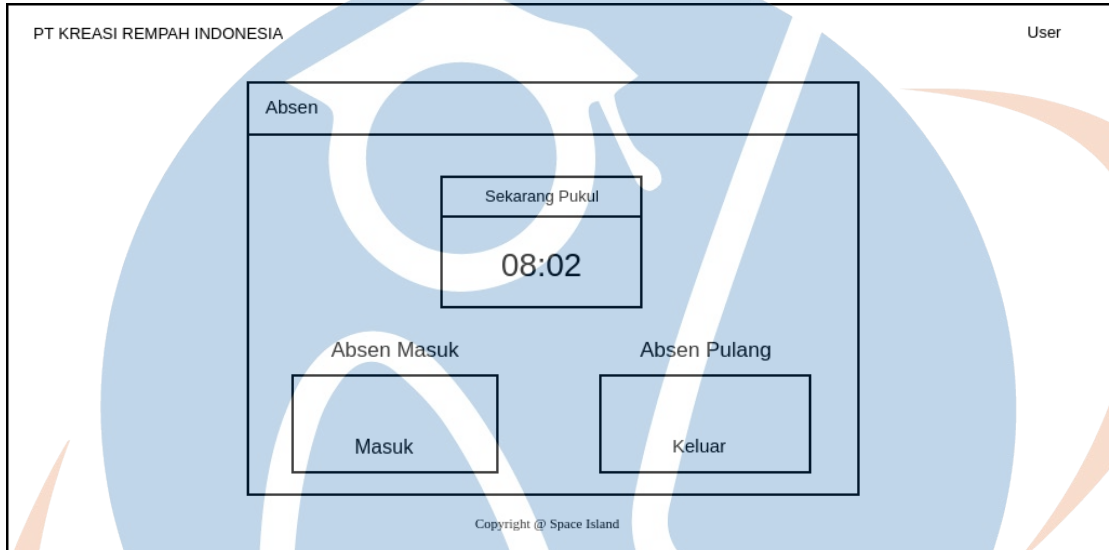 PT KREASI REMPAH INDONESIA
User
Absen
Sekarang Pukul
08:02
Absen Masuk
Absen Pulang
Masuk
Keluar
Copyright @ Space Island